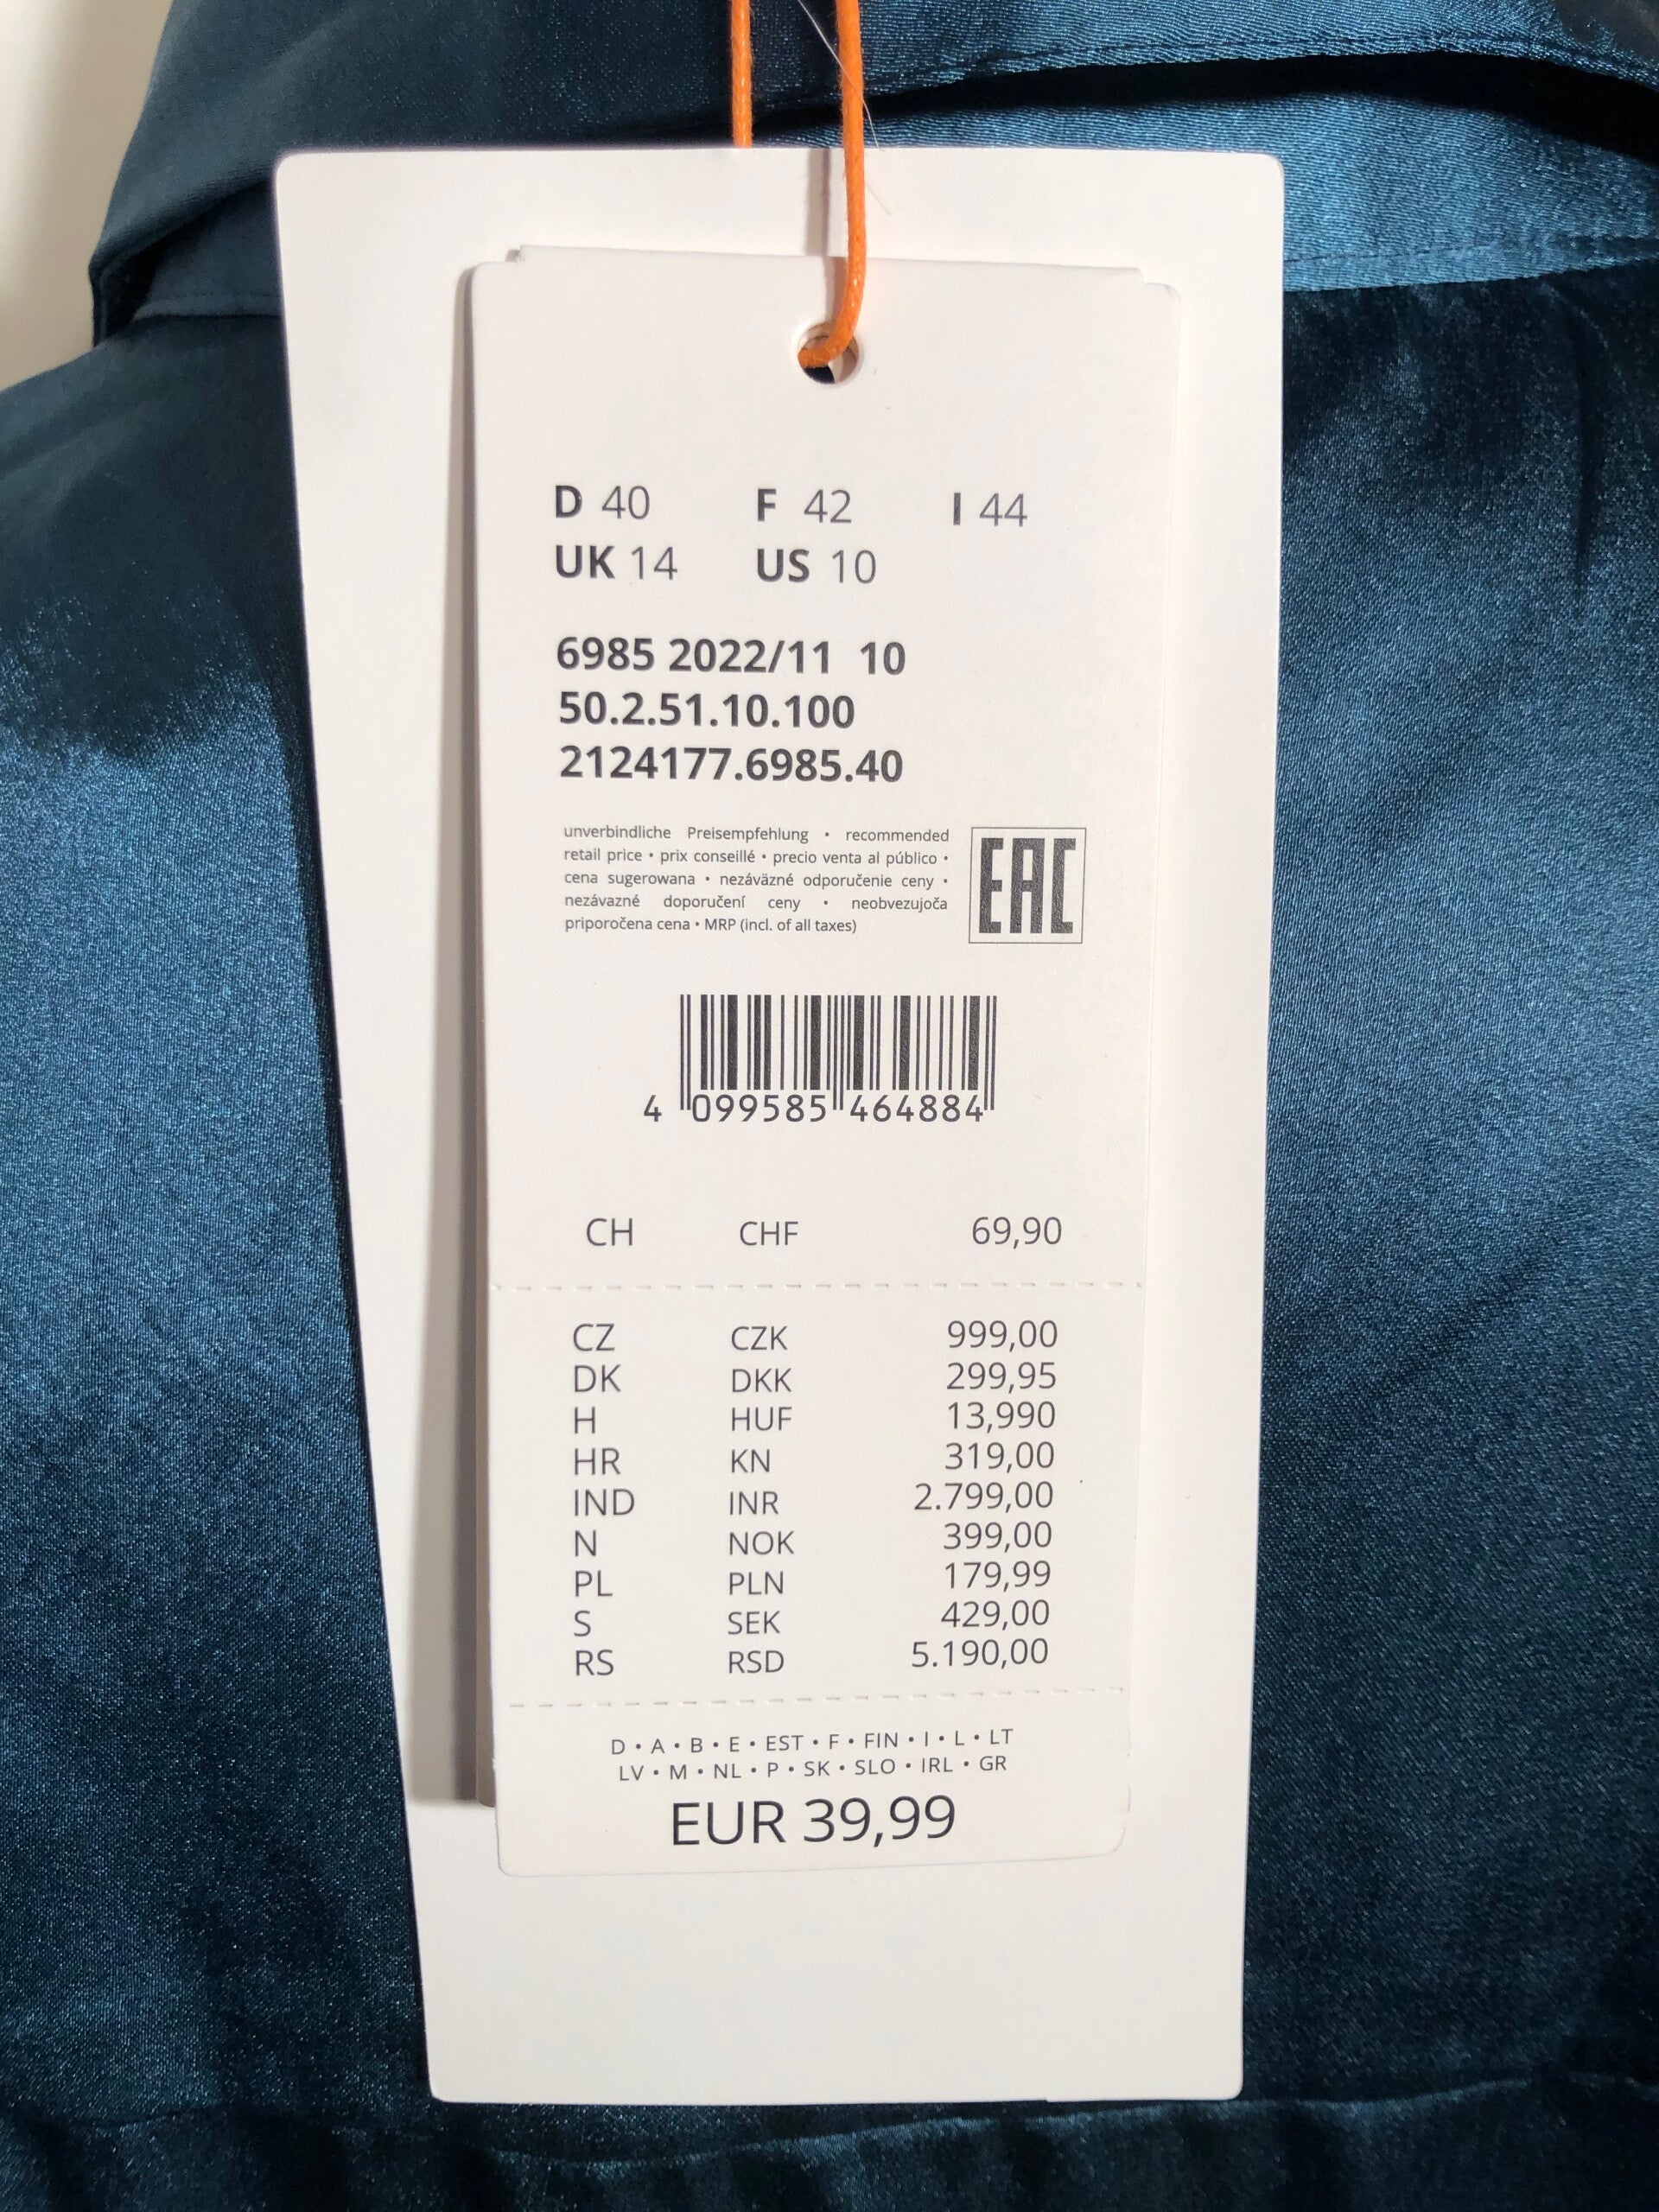 D 40 F 42 I 44
UK 14 US 10
6985 2022/11 10
50.2.51.10.100
2124177.6985.40
unverbindliche Preisempfehlung • recommended
retail price • prix conseillé • precio venta al público •
cena sugerowana • nezáväzné odporučenie ceny •
nezávazné doporučení ceny • neobvezujoča
priporočena cena • MRP (incl. of all taxes)
EAC
4 099585 464884
CH CHF 69,90
CZ CZK 999,00
DK DKK 299,95
H HUF 13,990
HR KN 319,00
IND INR 2.799,00
N NOK 399,00
PL PLN 179,99
S SEK 429,00
RS RSD 5.190,00
D • A • B • E • EST • F • FIN • I • L • LT
LV • M • NL • P • SK • SLO • IRL • GR
EUR 39,99